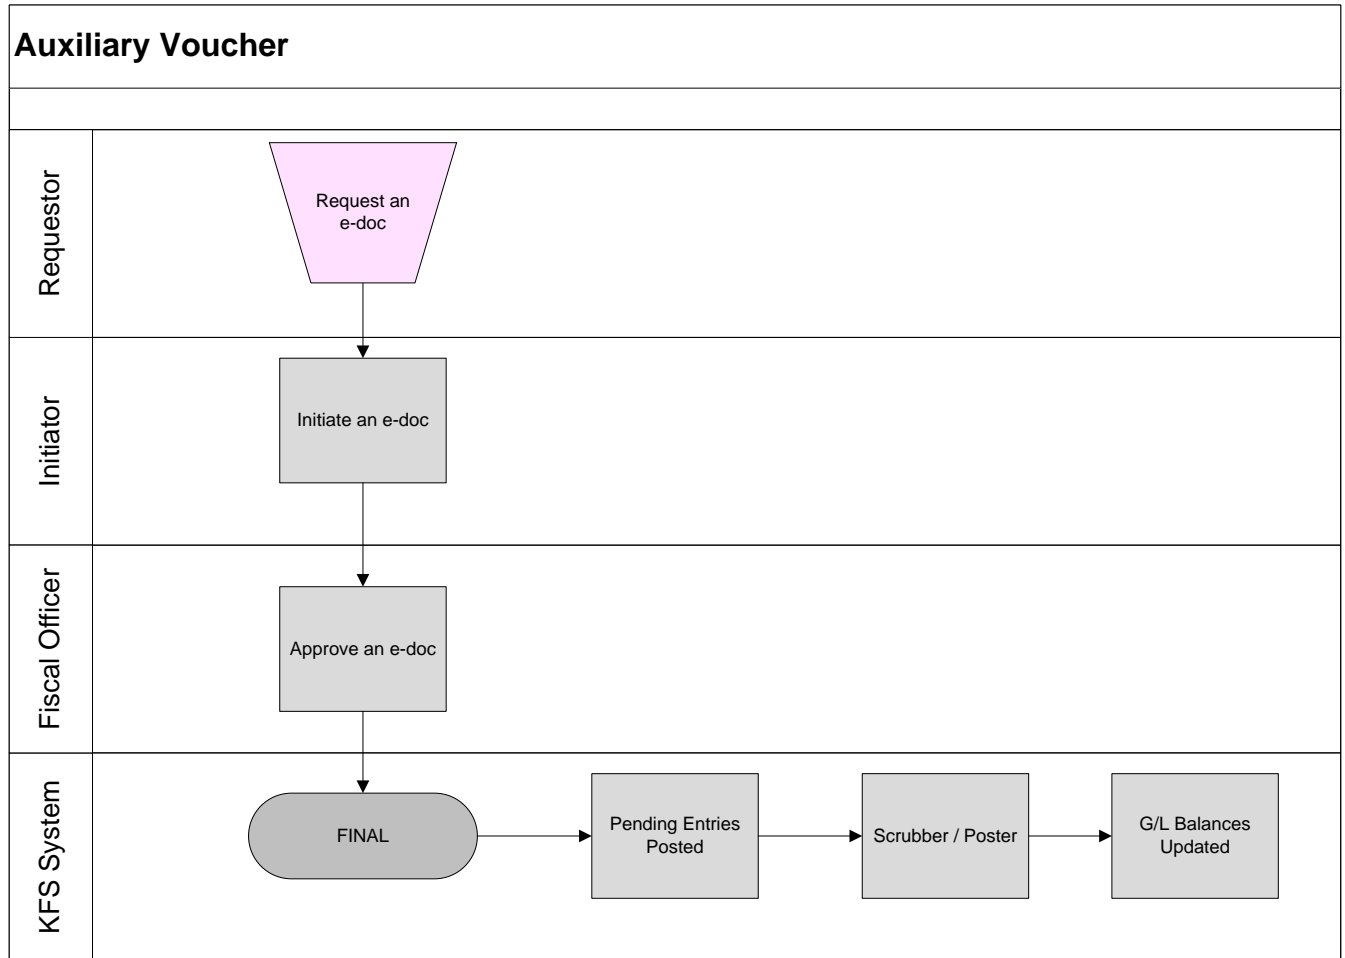 Auxiliary Voucher
Requestor
Request an
e-doc
Initiator
Initiate an e-doc
Fiscal Officer
Approve an e-doc
KFS System
FINAL
Pending Entries
Posted
Scrubber / Poster
G/L Balances
Updated